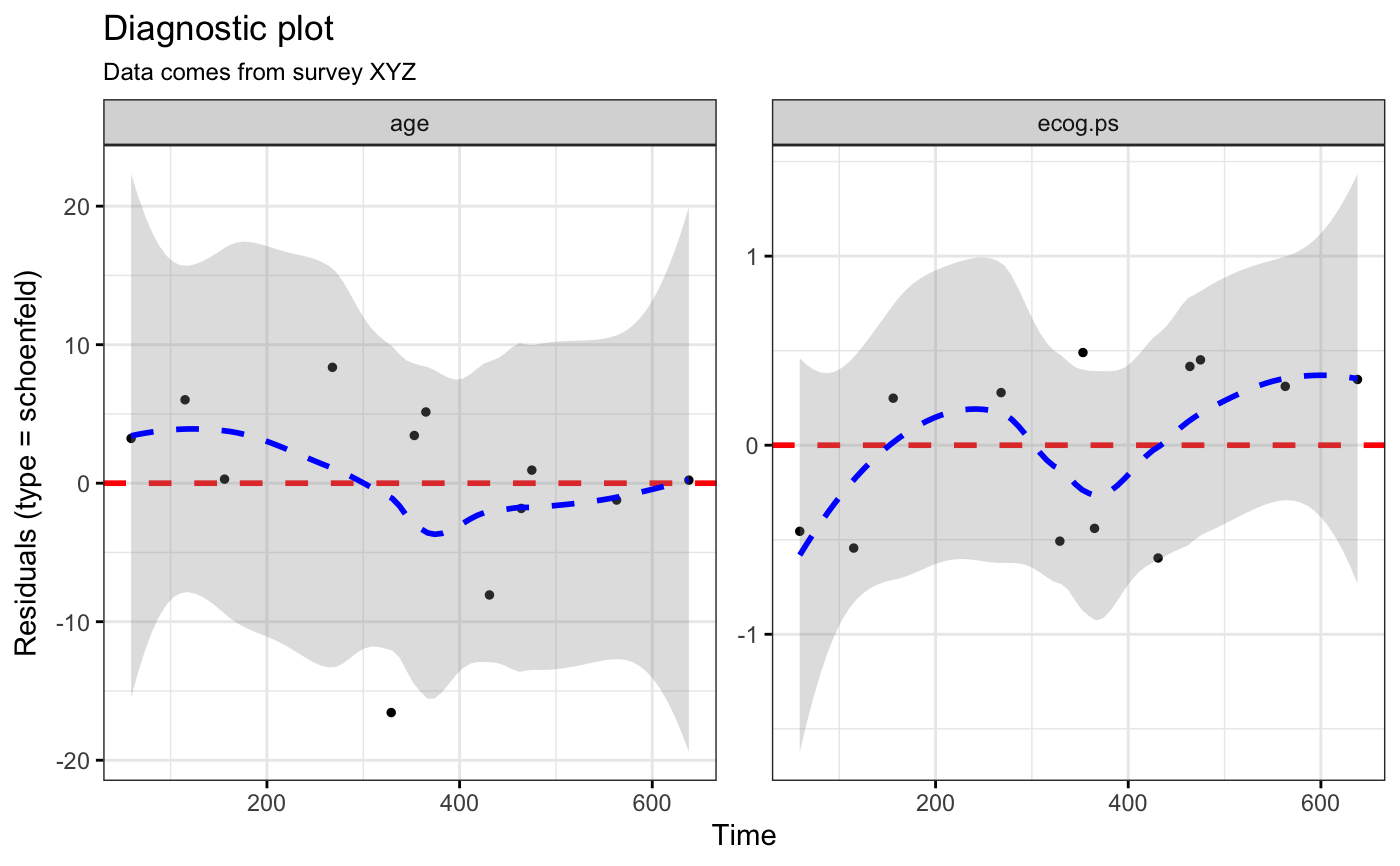 Diagnostic plot
Data comes from survey XYZ
age
ecog.ps
Residuals (type = schoenfeld)
20
10
0
-10
-20
1
0
-1
200
400
600
200
400
600
Time